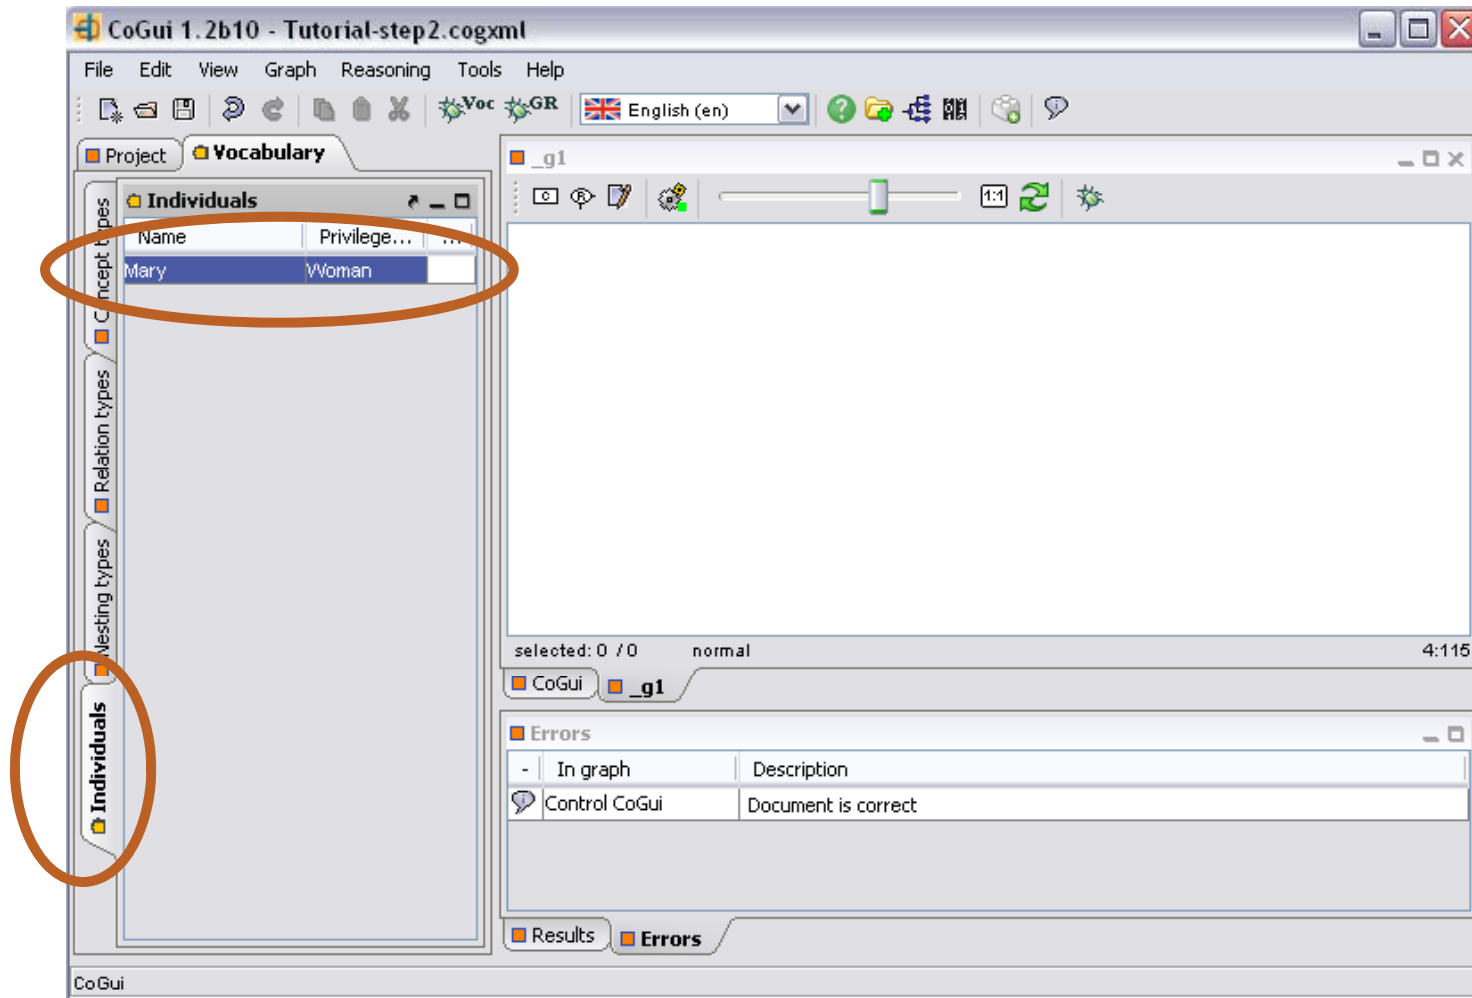 CoGui 1.2b10 - Tutorial-step2.cogxml
File Edit View Graph Reasoning Tools Help
Voc GR English (en)
Project Vocabulary
Concept types
Relation types
Nesting types
Individuals
Individuals
Name Privilege... ...
Mary Woman
_g1
C R 1:1
selected: 0 / 0 normal 4:115
CoGui _g1
Errors
- In graph Description
Control CoGui Document is correct
Results Errors
CoGui